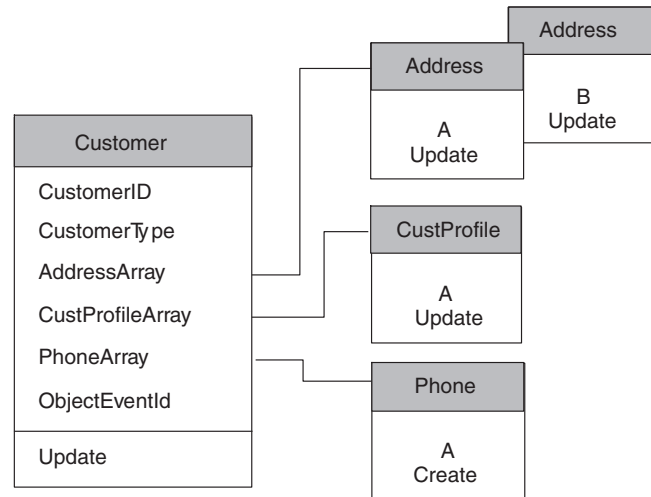 Customer
CustomerID
CustomerType
AddressArray
CustProfileArray
PhoneArray
ObjectEventId
Update
Address
A
Update
Address
B
Update
CustProfile
A
Update
Phone
A
Create